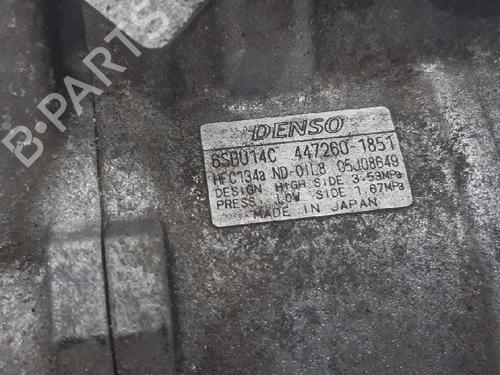 B-PARTS
DENSO
6SBU14C 447260-1851
HFC134a ND-OIL8 05J08649
DESIGN HIGH SIDE 3.53MPa
PRESS. LOW SIDE 1.67MPa
MADE IN JAPAN